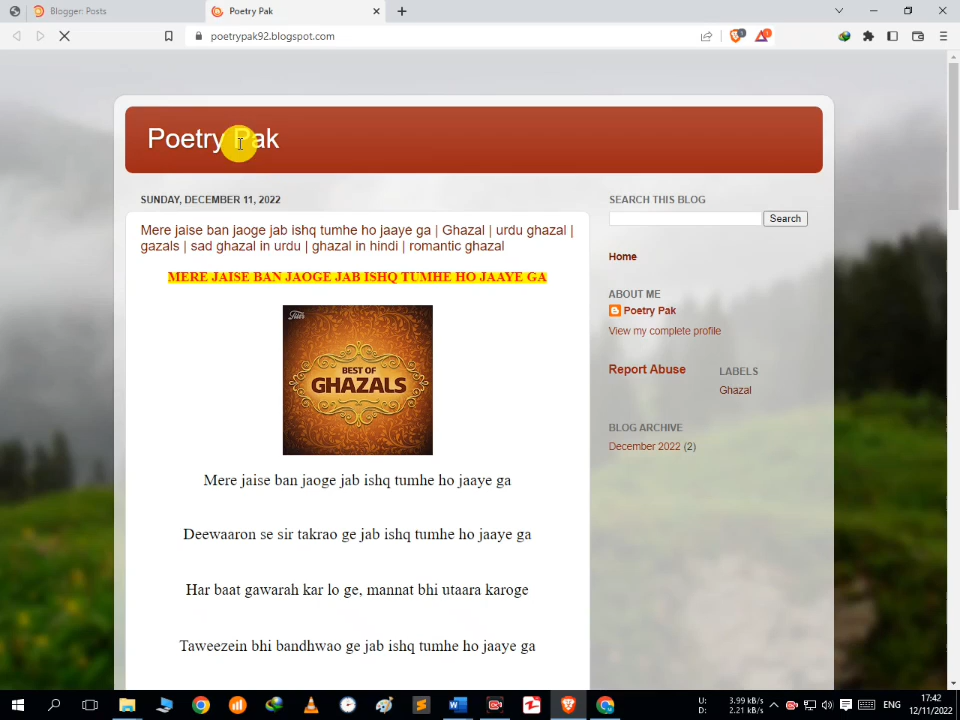 Blogger: Posts
Poetry Pak
poetrypak92.blogspot.com
Poetry Pak
SUNDAY, DECEMBER 11, 2022
Mere jaise ban jaoge jab ishq tumhe ho jaaye ga | Ghazal | urdu ghazal |
gazals | sad ghazal in urdu | ghazal in hindi | romantic ghazal
MERE JAISE BAN JAOGE JAB ISHQ TUMHE HO JAAYE GA
BEST OF
GHAZALS
Mere jaise ban jaoge jab ishq tumhe ho jaaye ga
Deewaaron se sir takrao ge jab ishq tumhe ho jaaye ga
Har baat gawarah kar lo ge, mannat bhi utaara karoge
Taweezein bhi bandhwao ge jab ishq tumhe ho jaaye ga
SEARCH THIS BLOG
Search
Home
ABOUT ME
Poetry Pak
View my complete profile
Report Abuse
LABELS
Ghazal
BLOG ARCHIVE
December 2022 (2)
U: 3.99 kB/s
D: 2.21 kB/s
ENG
17:42
12/11/2022